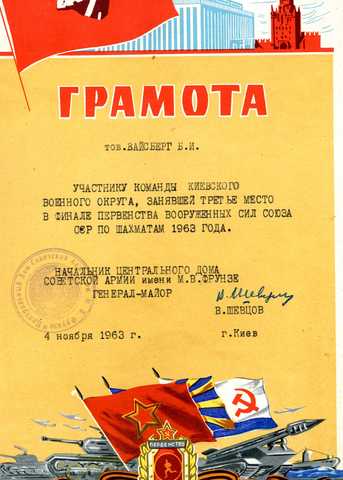 ГРАМОТА
тов.ВАЙСБЕРГ Б.И.
УЧАСТНИКУ КОМАНДЫ КИЕВСКОГО
ВОЕННОГО ОКРУГА, ЗАНЯВШЕЙ ТРЕТЬЕ МЕСТО
В ФИНАЛЕ ПЕРВЕНСТВА ВООРУЖЕННЫХ СИЛ СОЮЗА
ССР ПО ШАХМАТАМ 1963 ГОДА.
НАЧАЛЬНИК ЦЕНТРАЛЬНОГО ДОМА
СОВЕТСКОЙ АРМИИ имени М.В.ФРУНЗЕ
ГЕНЕРАЛ-МАЙОР
В.ШЕВЦОВ
4 ноября 1963 г.
г.Киев
ПЕРВЕНСТВО